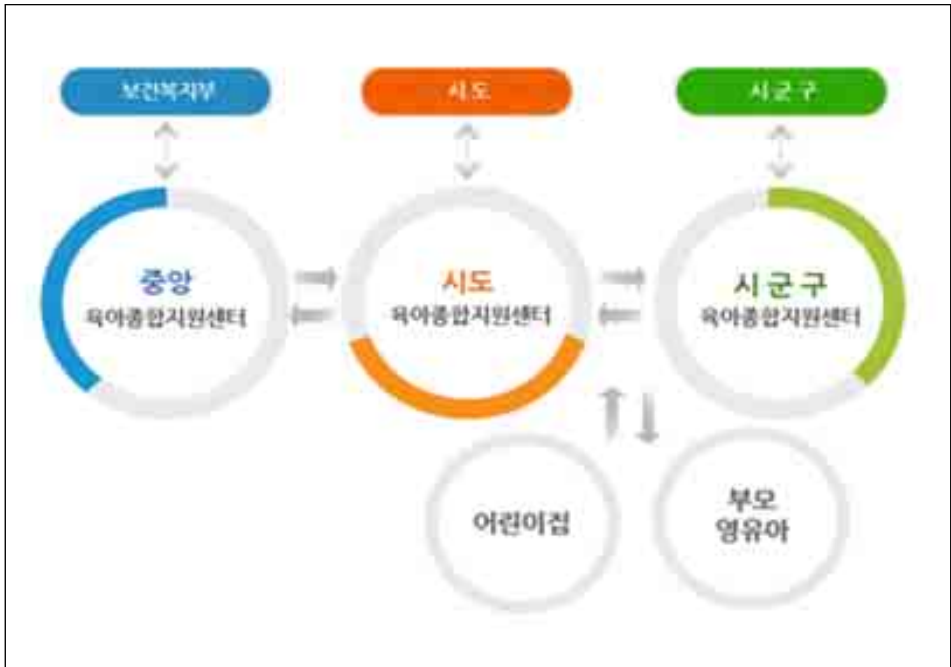 보건복지부
시 도
시 군 구
중앙
육아종합지원센터
시도
육아종합지원센터
시 군 구
육아종합지원센터
어린이집
부모
영유아